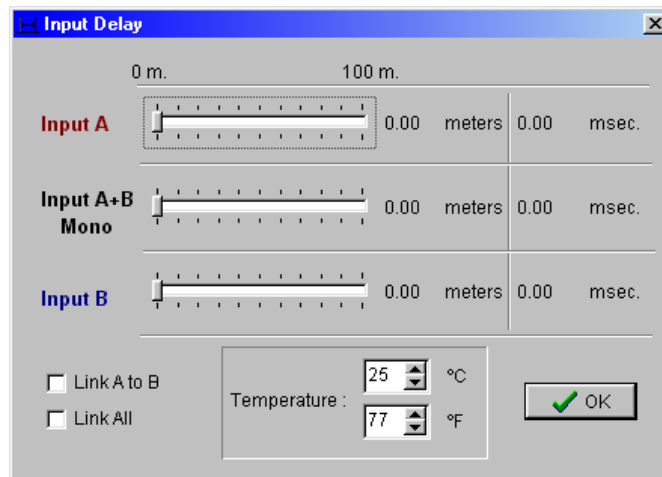 Input Delay
0 m. 100 m.
Input A 0.00 meters 0.00 msec.
Input A+B
Mono 0.00 meters 0.00 msec.
Input B 0.00 meters 0.00 msec.
Link A to B
Link All
Temperature :
25 °C
77 °F
OK